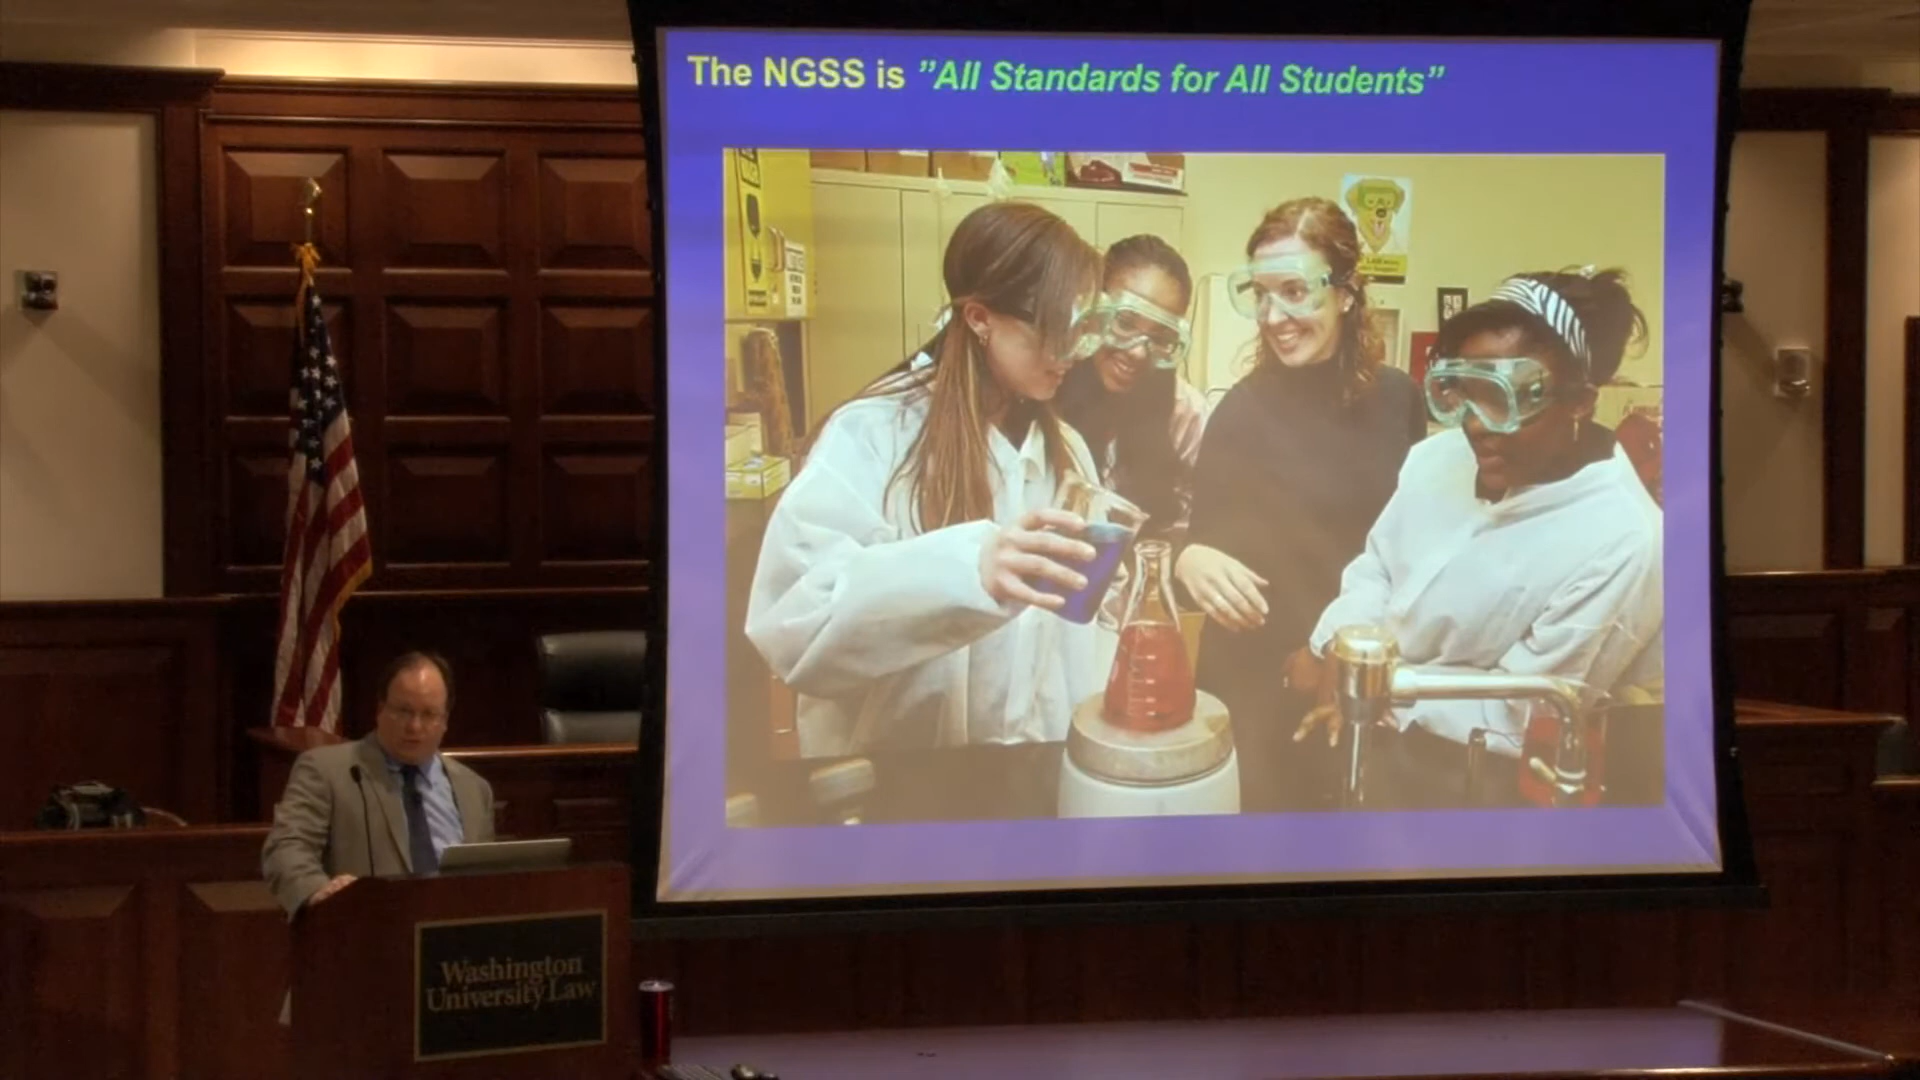 The NGSS is "All Standards for All Students"
Washington
University Law